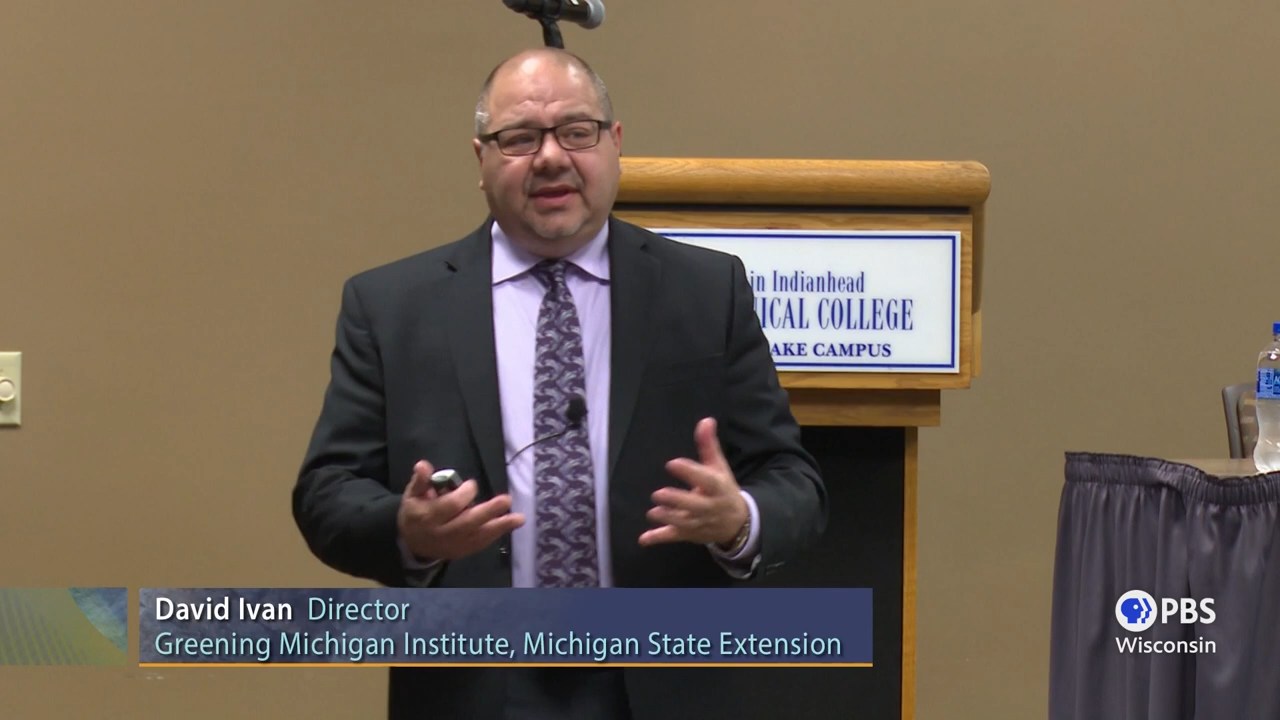 in Indianhead
ICAL COLLEGE
AKE CAMPUS
David Ivan Director
Greening Michigan Institute, Michigan State Extension
PBS
Wisconsin